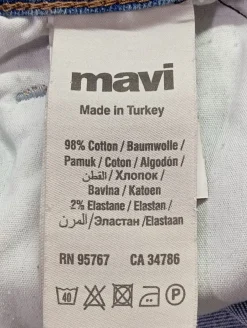 mavi
Made in Turkey
98% Cotton / Baumwolle /
Pamuk / Coton / Algodón /
القطن / Хлопок /
Bavina / Katoen
2% Elastane / Elastan /
المرن/ Эластан /Elastaan
RN 95767 CA 34786
40 P